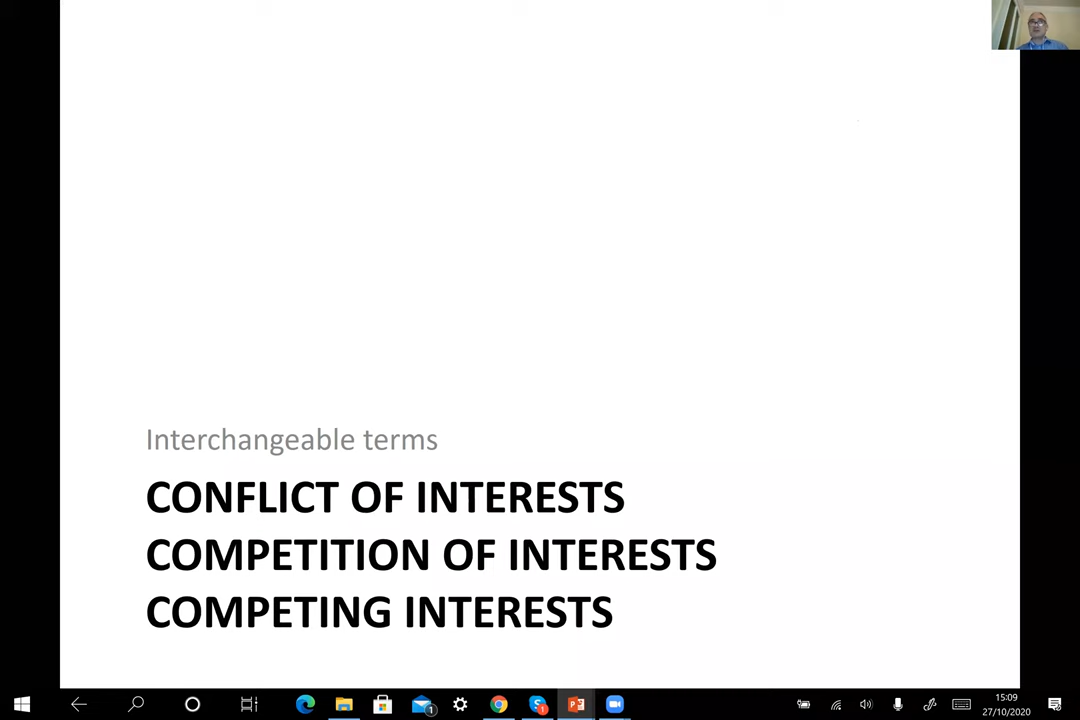 Interchangeable terms
CONFLICT OF INTERESTS
COMPETITION OF INTERESTS
COMPETING INTERESTS
15:09
27/10/2020